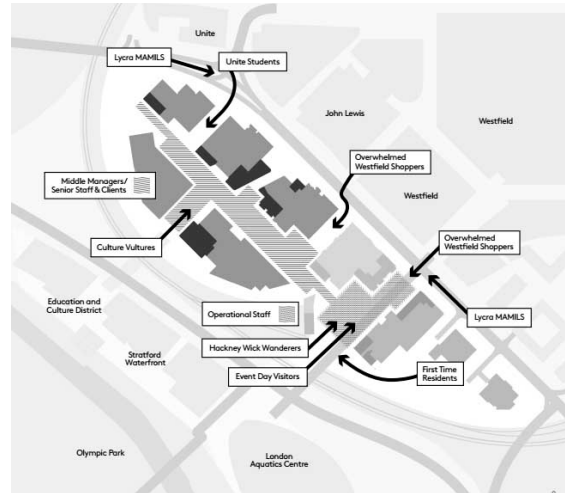 Unite
Lycra MAMILS
Unite Students
John Lewis
Westfield
Overwhelmed
Westfield Shoppers
Middle Managers/
Senior Staff & Clients
Westfield
Culture Vultures
Overwhelmed
Westfield Shoppers
Education and
Culture District
Operational Staff
Lycra MAMILS
Hackney Wick Wanderers
Stratford
Waterfront
Event Day Visitors
First Time
Residents
Olympic Park
London
Aquatics Centre